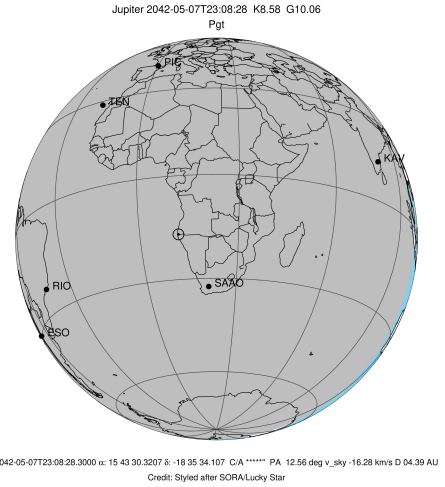 Jupiter 2042-05-07T23:08:28 K8.58 G10.06
Pgt
PIC
TEN
KAV
RIO
SAAO
ESO
042-05-07T23:08:28.3000 α: 15 43 30.3207 δ: -18 35 34.107 C/A *****" PA 12.56 deg v_sky -16.28 km/s D 04.39 AU
Credit: Styled after SORA/Lucky Star